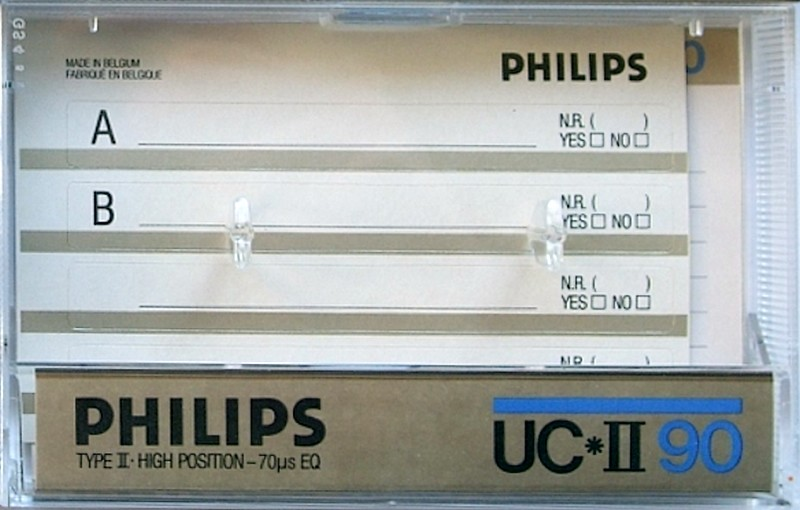 MADE IN BELGIUM
FABRIQUÉ EN BELGIQUE
PHILIPS
A
N.R. ( )
YES □ NO □
B
N.R. ( )
YES □ NO □
N.R. ( )
YES □ NO □
N.R. ( )
PHILIPS
TYPE II · HIGH POSITION – 70µs EQ
UC*II 90